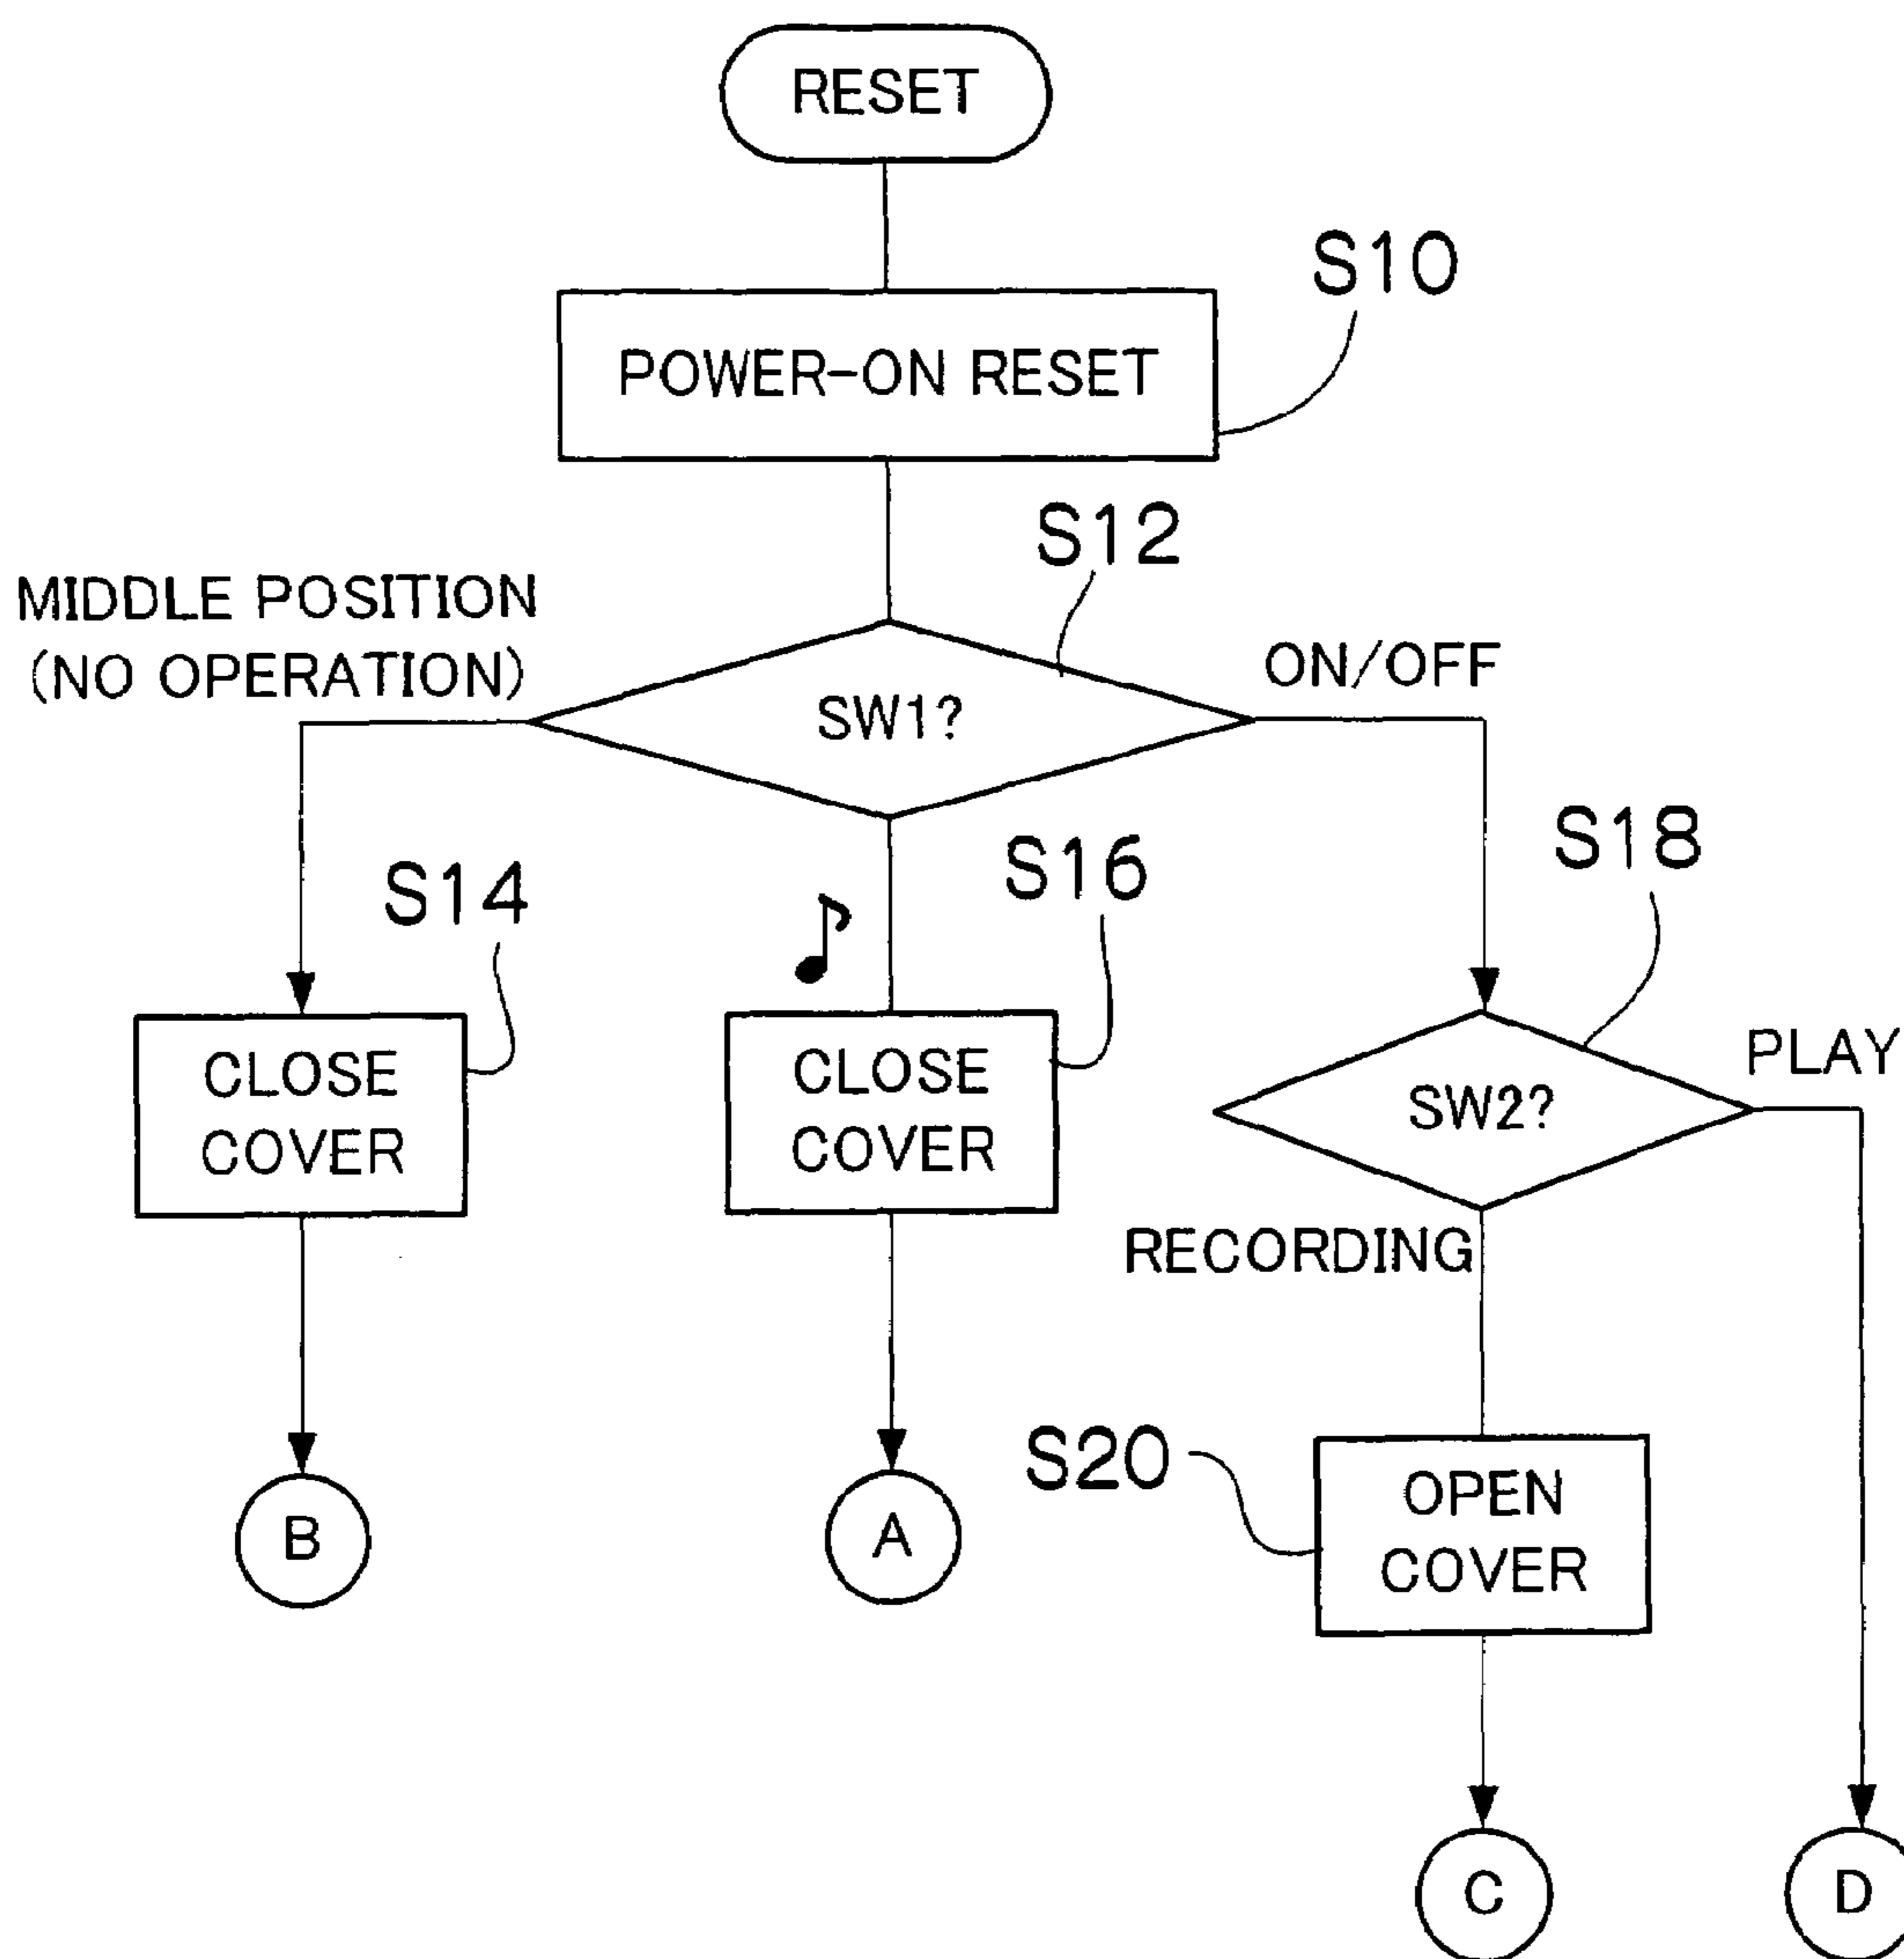 RESET
S10
POWER-ON RESET
S12
MIDDLE POSITION
(NO OPERATION)
ON/OFF
SW1?
S14
S16
S18
♪
CLOSE
COVER
CLOSE
COVER
SW2?
PLAY
RECORDING
S20
OPEN
COVER
B
A
C
D